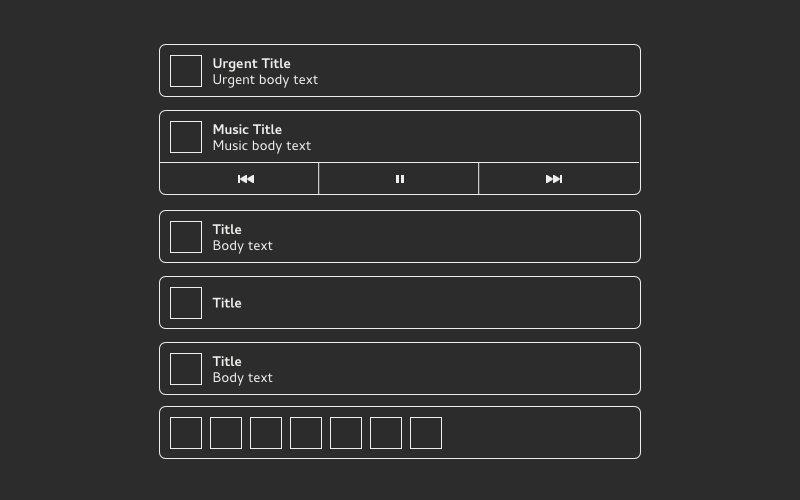 Urgent Title
Urgent body text
Music Title
Music body text
Title
Body text
Title
Title
Body text